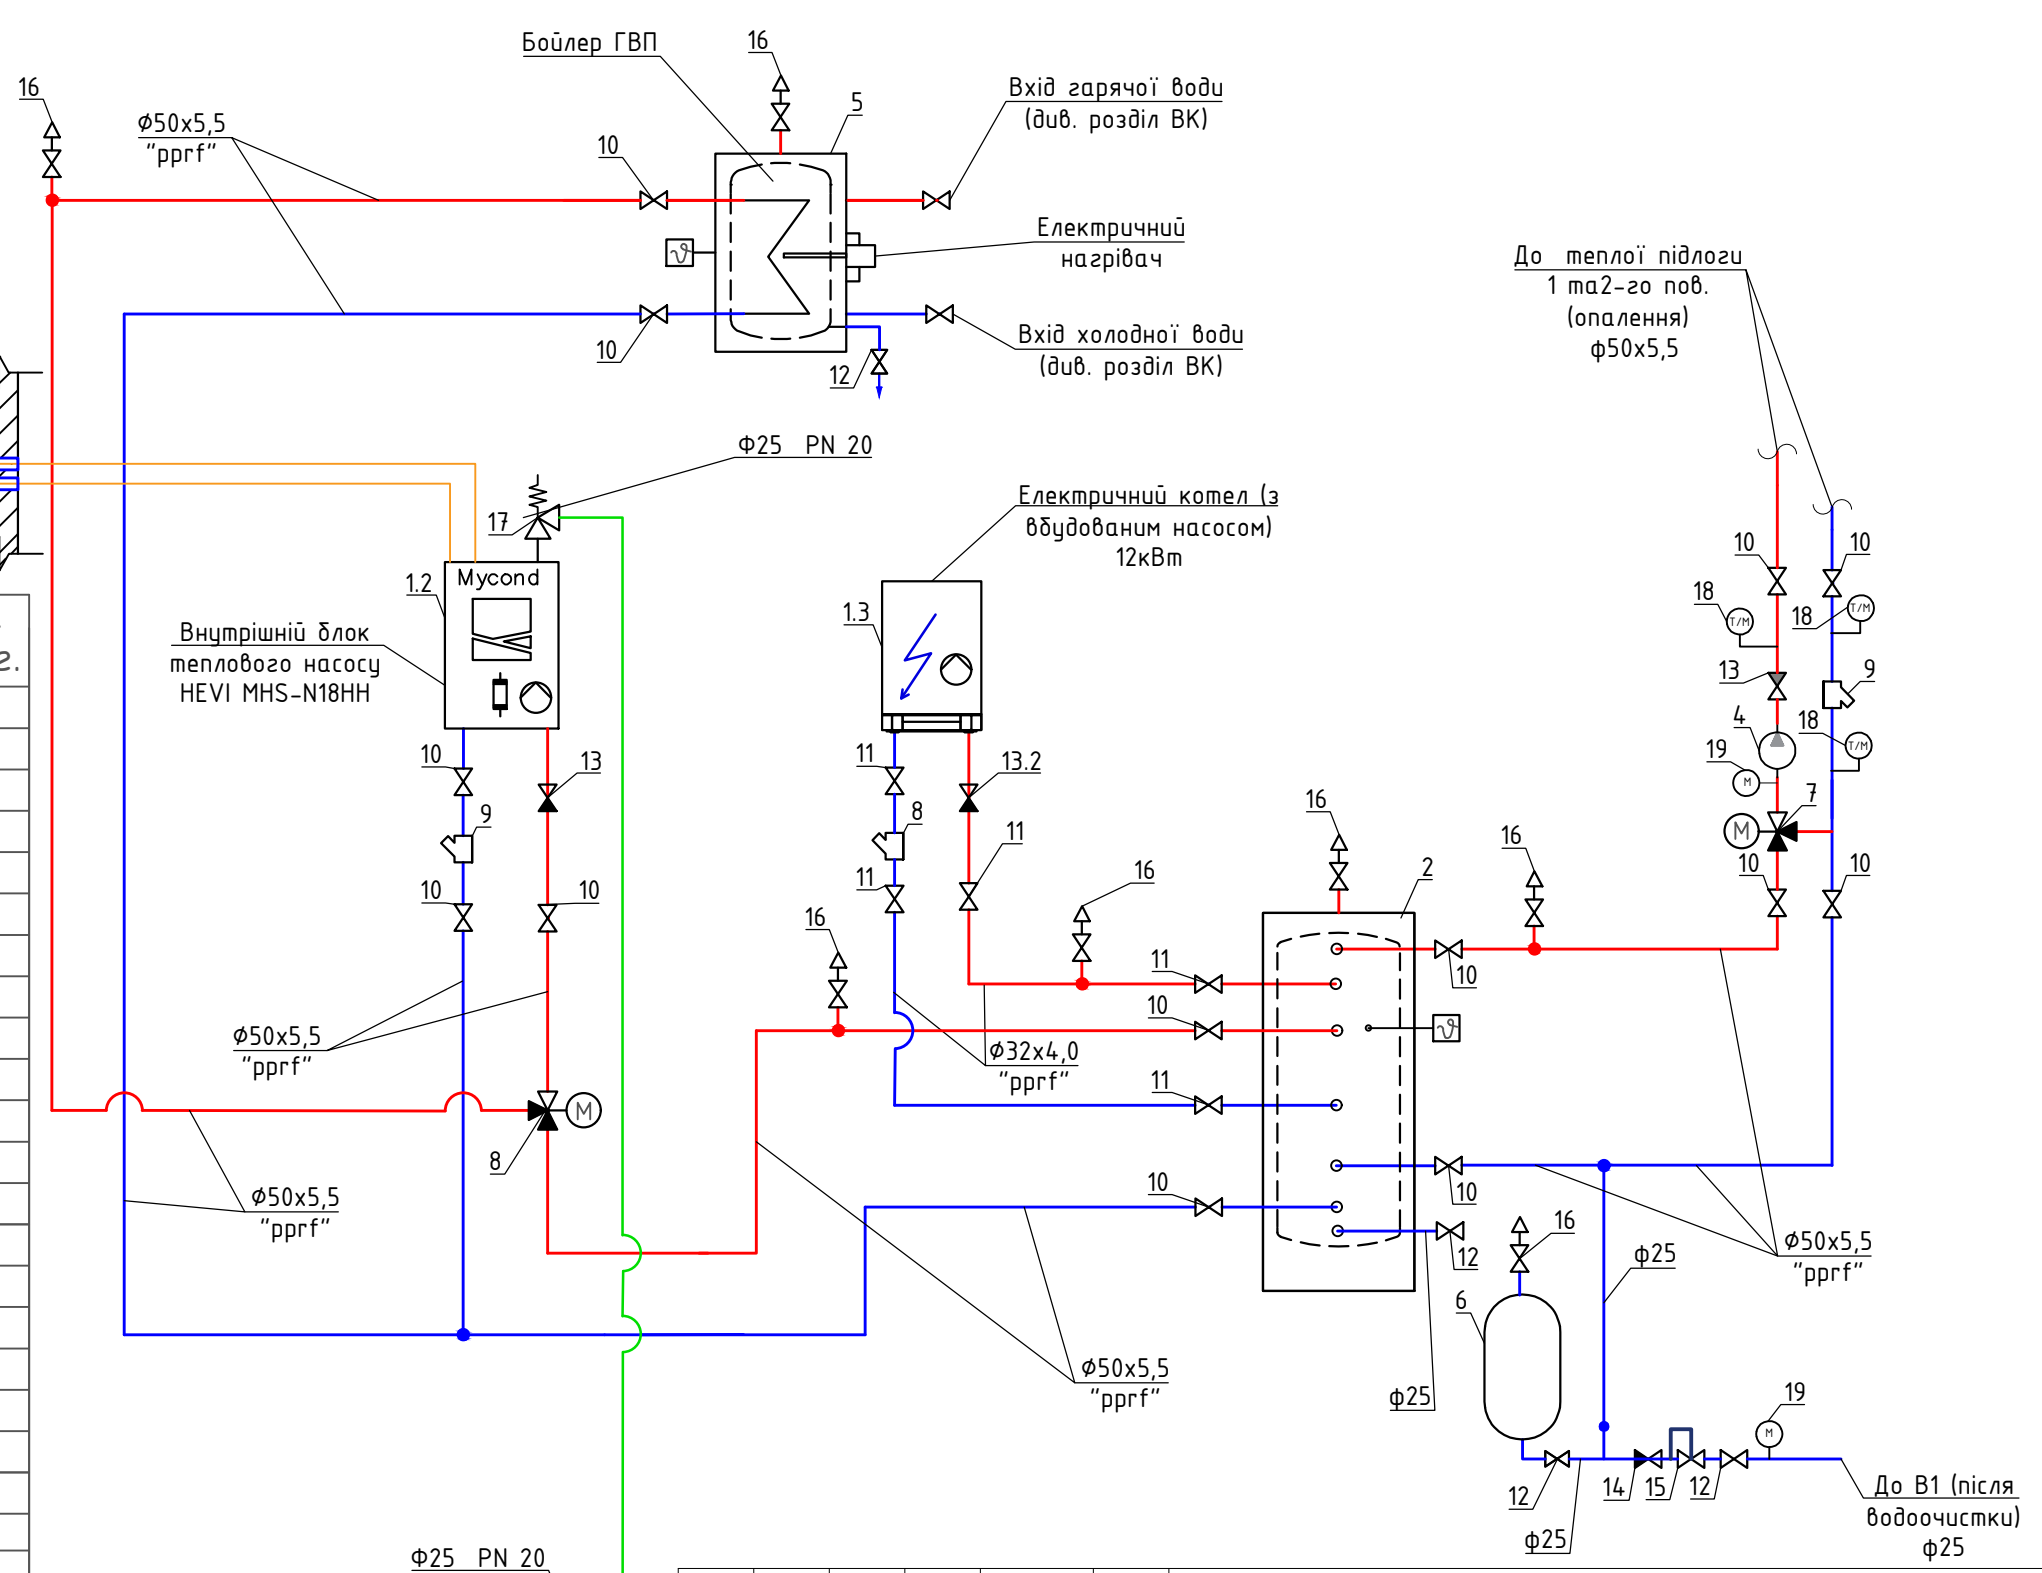 Бойлер ГВП
16
16
5
Вхід гарячої води
(див. розділ ВК)
Ф50х5,5
"pprf"
10
Електричний
нагрівач
До теплої підлоги
1 та2-го пов.
(опалення)
ф50х5,5
10
12
Вхід холодної води
(див. розділ ВК)
Ф25 PN 20
17
Електричний котел (з
вбудованим насосом)
12кВт
1.2
Mycond
Внутрішній блок
теплового насосу
HEVI MHS-N18HH
1.3
10
10
18
T/M
18
T/M
13
9
4
18
T/M
19
M
7
M
10
10
г.
10
13
9
10
10
11
13.2
8
11
11
16
16
16
2
16
11
10
10
Ф50х5,5
"pprf"
Ф32х4,0
"pprf"
11
M
8
10
10
12
Ф50х5,5
"pprf"
16
ф25
Ф50х5,5
"pprf"
6
Ф50х5,5
"pprf"
ф25
19
M
12
14
15
12
ф25
До В1 (після
водоочистки)
ф25
Ф25 PN 20